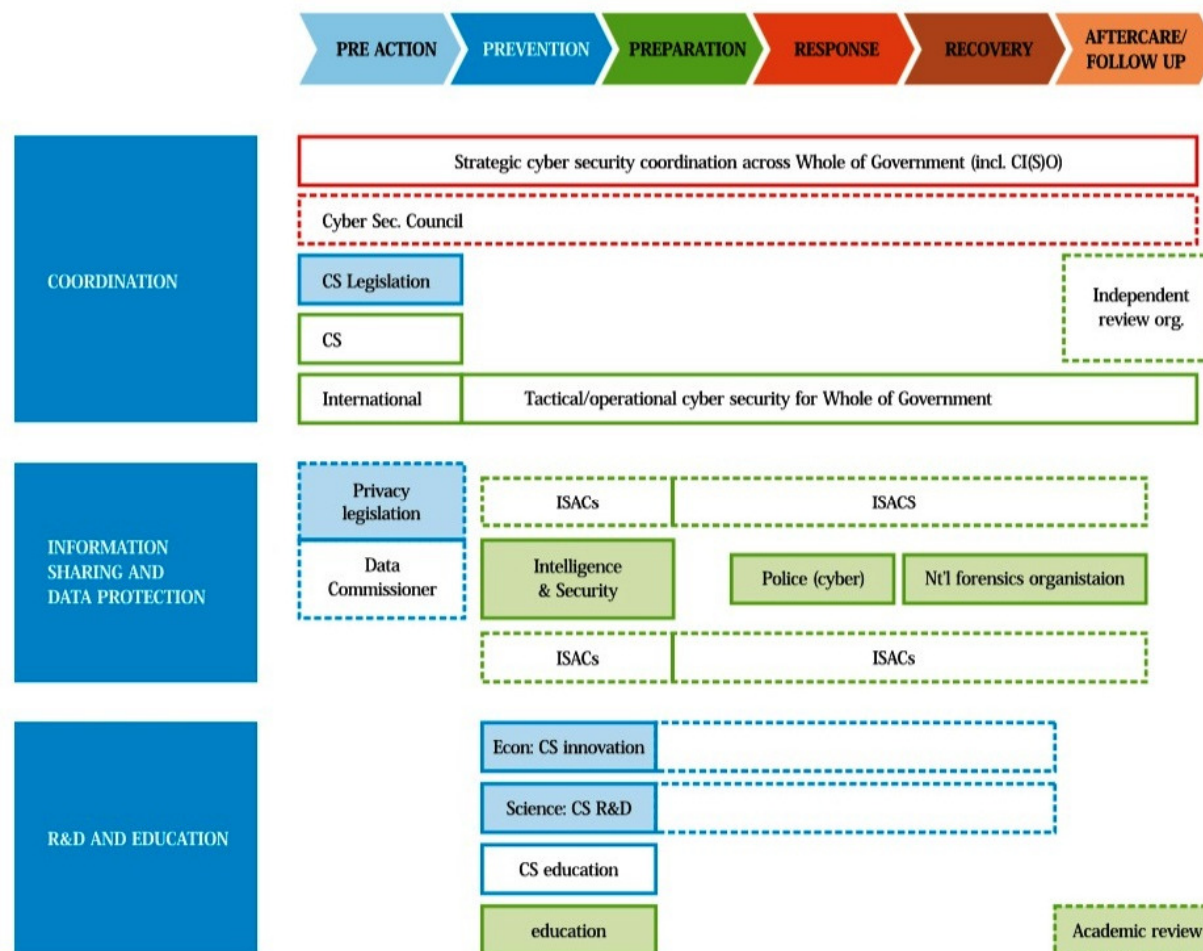 PRE ACTION
PREVENTION
PREPARATION
RESPONSE
RECOVERY
AFTERCARE/
FOLLOW UP
COORDINATION
Strategic cyber security coordination across Whole of Government (incl. CI(S)O)
Cyber Sec. Council
CS Legislation
Independent
review org.
CS
International
Tactical/operational cyber security for Whole of Government
INFORMATION
SHARING AND
DATA PROTECTION
Privacy
legislation
ISACs
ISACS
Data
Commissioner
Intelligence
& Security
Police (cyber)
Nt'l forensics organistaion
ISACs
ISACs
R&D AND EDUCATION
Econ: CS innovation
Science: CS R&D
CS education
education
Academic review